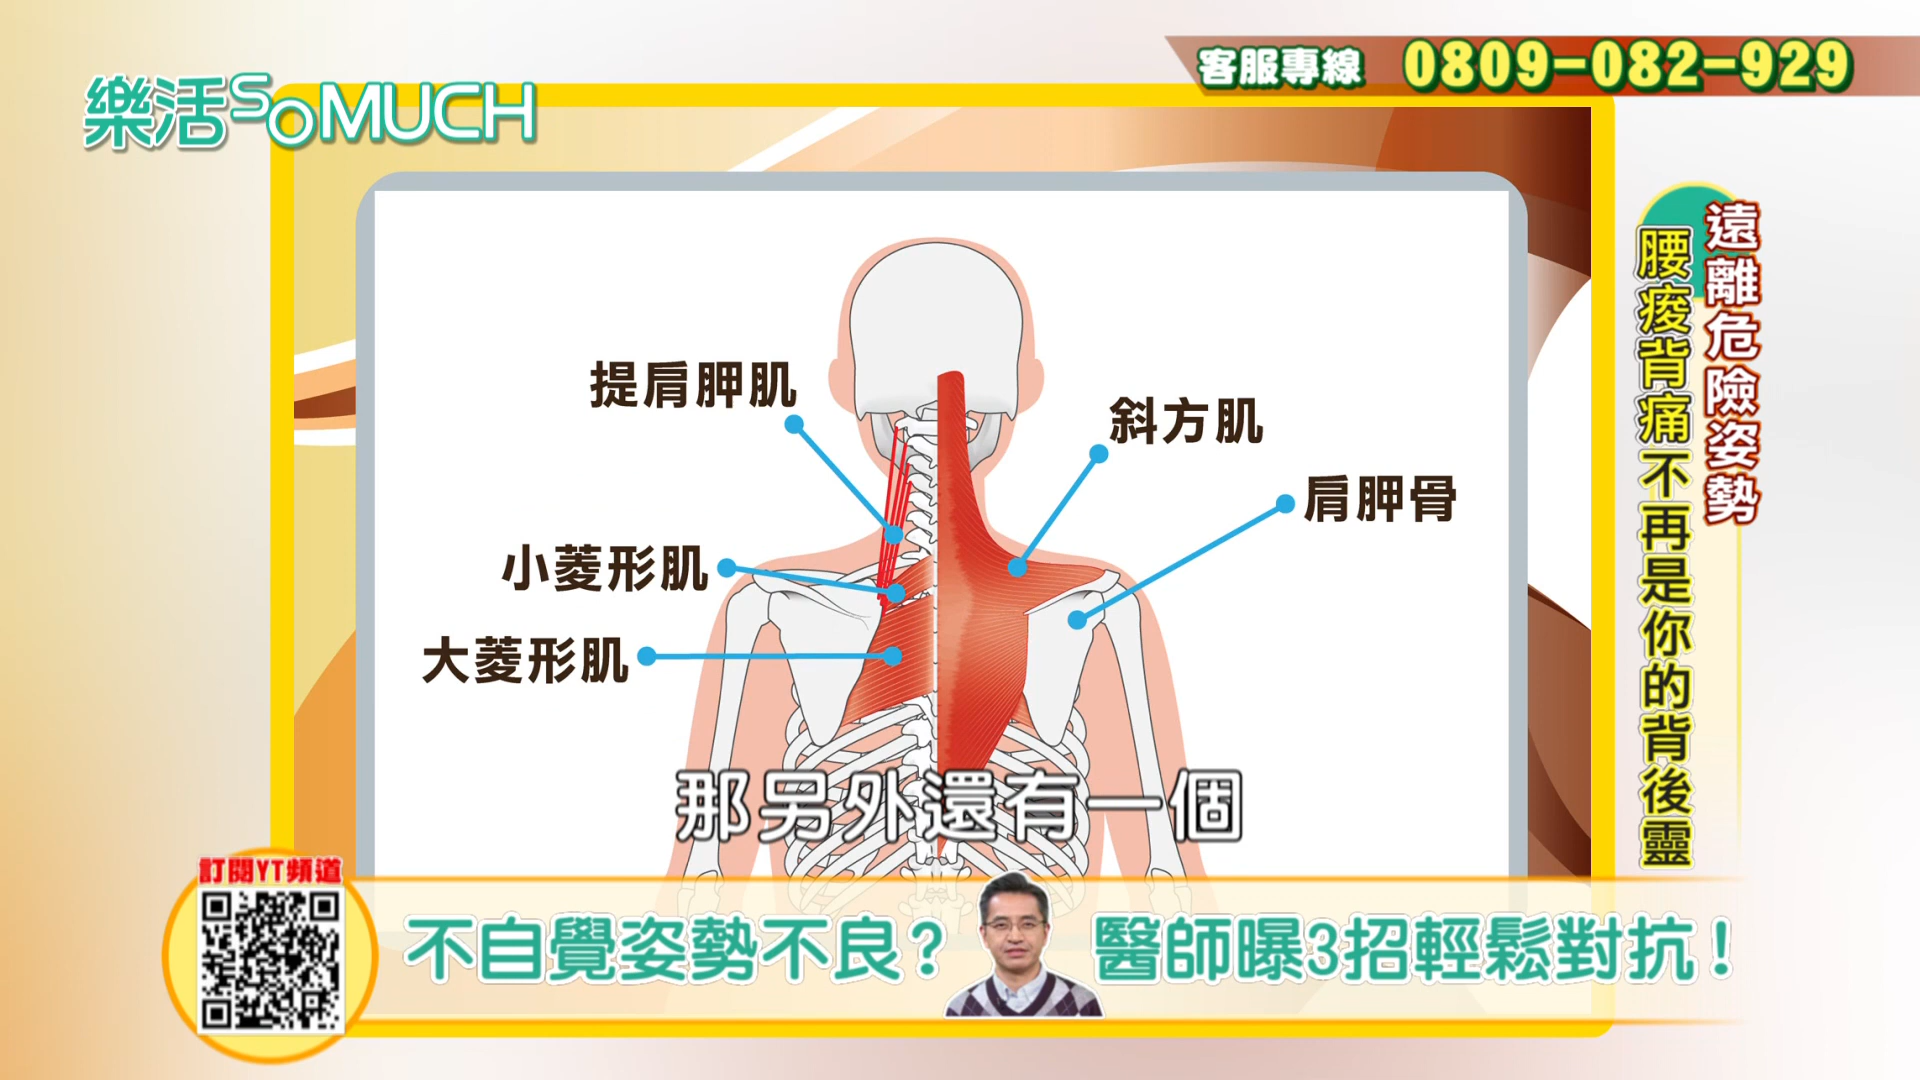 樂活SOMUCH
客服專線 0809-082-929
遠離危險姿勢
腰痠背痛不再是你的背後靈
提肩胛肌
斜方肌
肩胛骨
小菱形肌
大菱形肌
那另外還有一個
訂閱YT頻道
不自覺姿勢不良? 醫師曝3招輕鬆對抗!